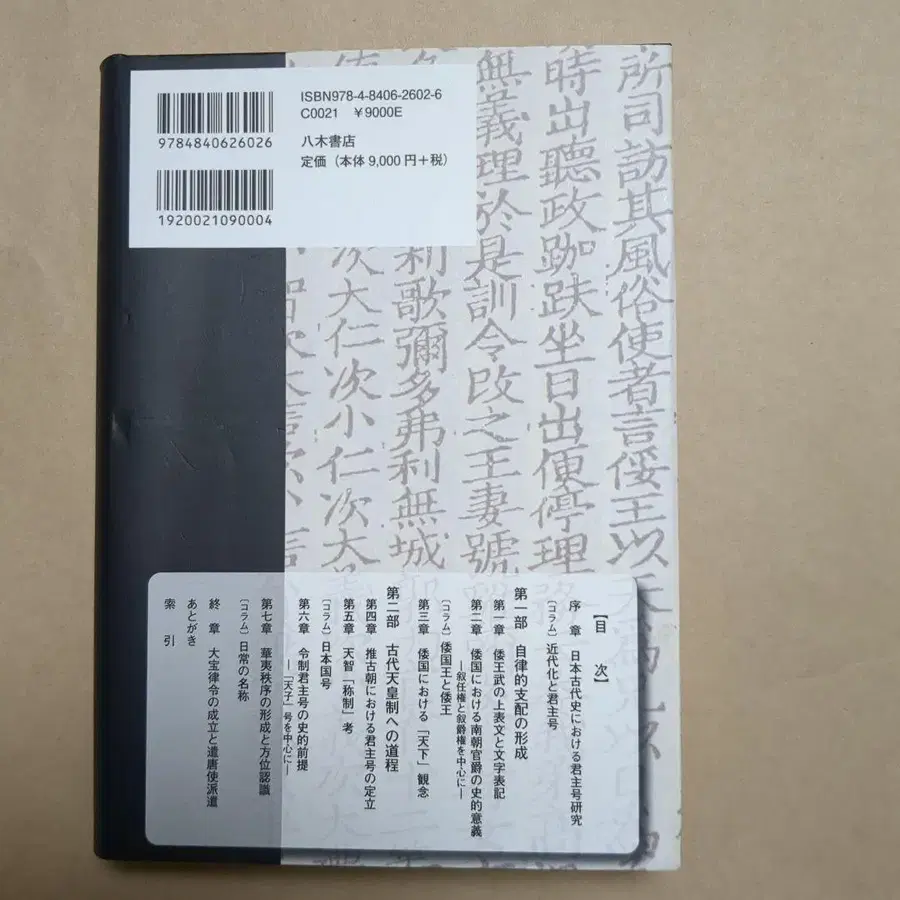 ISBN978-4-8406-2602-6
C0021 ¥9000E
八木書店
定価（本体 9,000 円＋税）
9784840626026
1920021090004
所司訪其風俗使者言俀王以天爲兄以日
時出聽政跏趺坐日出便停理務
無義理於是訓令改之王妻號
利歌彌多弗利無城郭
次大仁次小仁次大
【目　次】
序　章　日本古代史における君主号研究
［コラム］近代化と君主号
第一部　自律的支配の形成
第一章　倭王武の上表文と文字表記
第二章　倭国における南朝官爵の史的意義
―叙任権と叙爵権を中心に―
［コラム］倭国王と倭王
第三章　倭国における「天下」観念
第二部　古代天皇制への道程
第四章　推古朝における君主号の定立
第五章　天智「称制」考
［コラム］日本国号
第六章　令制君主号の史的前提
―「天子」号を中心に―
第七章　華夷秩序の形成と方位認識
［コラム］日常の名称
終　章　大宝律令の成立と遣唐使派遣
あとがき
索　引